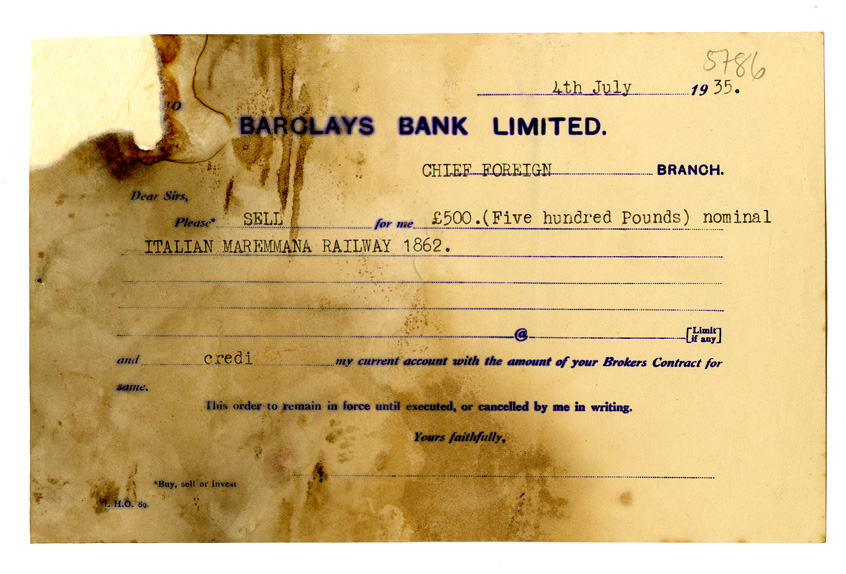 5786
4th July 1935.
TO
BARCLAYS BANK LIMITED.
CHIEF FOREIGN BRANCH.
Dear Sirs,
Please* SELL for me £500.(Five hundred Pounds) nominal
ITALIAN MAREMMANA RAILWAY 1862.
@ [Limit if any]
and credi my current account with the amount of your Brokers Contract for
same.
This order to remain in force until executed, or cancelled by me in writing.
Yours faithfully,
*Buy, sell or invest
H.O. 89.